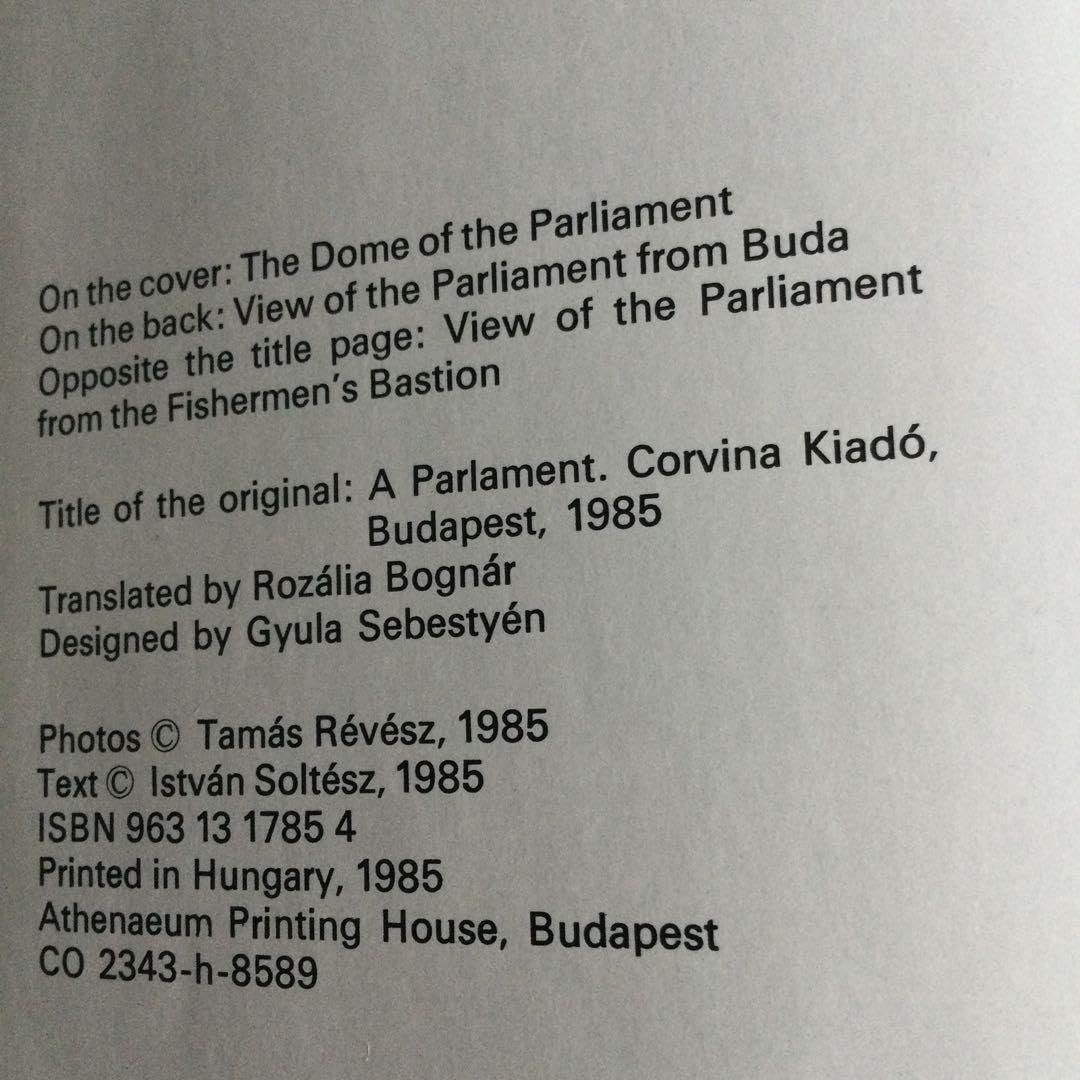 On the cover: The Dome of the Parliament
On the back: View of the Parliament from Buda
Opposite the title page: View of the Parliament
from the Fishermen's Bastion
Title of the original: A Parlament. Corvina Kiadó,
Budapest, 1985
Translated by Rozália Bognár
Designed by Gyula Sebestyén
Photos © Tamás Révész, 1985
Text © István Soltész, 1985
ISBN 963 13 1785 4
Printed in Hungary, 1985
Athenaeum Printing House, Budapest
CO 2343-h-8589